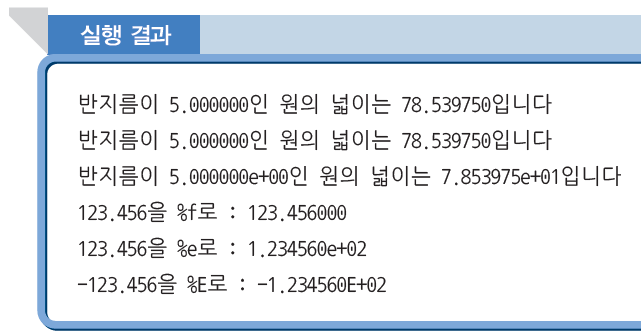 실행 결과
반지름이 5.000000인 원의 넓이는 78.539750입니다
반지름이 5.000000인 원의 넓이는 78.539750입니다
반지름이 5.000000e+00인 원의 넓이는 7.853975e+01입니다
123.456을 %f로 : 123.456000
123.456을 %e로 : 1.234560e+02
-123.456을 %E로 : -1.234560E+02